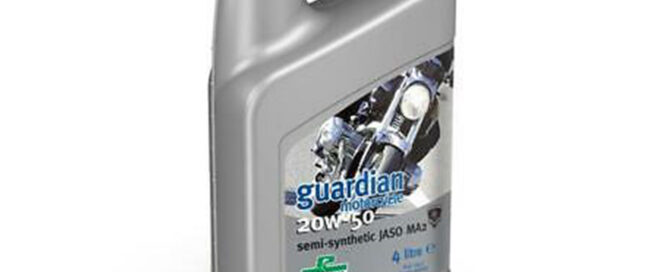 guardian
motorcycle
20W-50
semi-synthetic JASO MA2
4 litre e